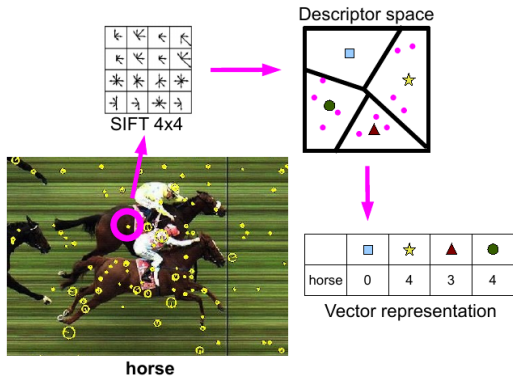 Descriptor space
SIFT 4x4
horse 0 4 3 4
Vector representation
horse